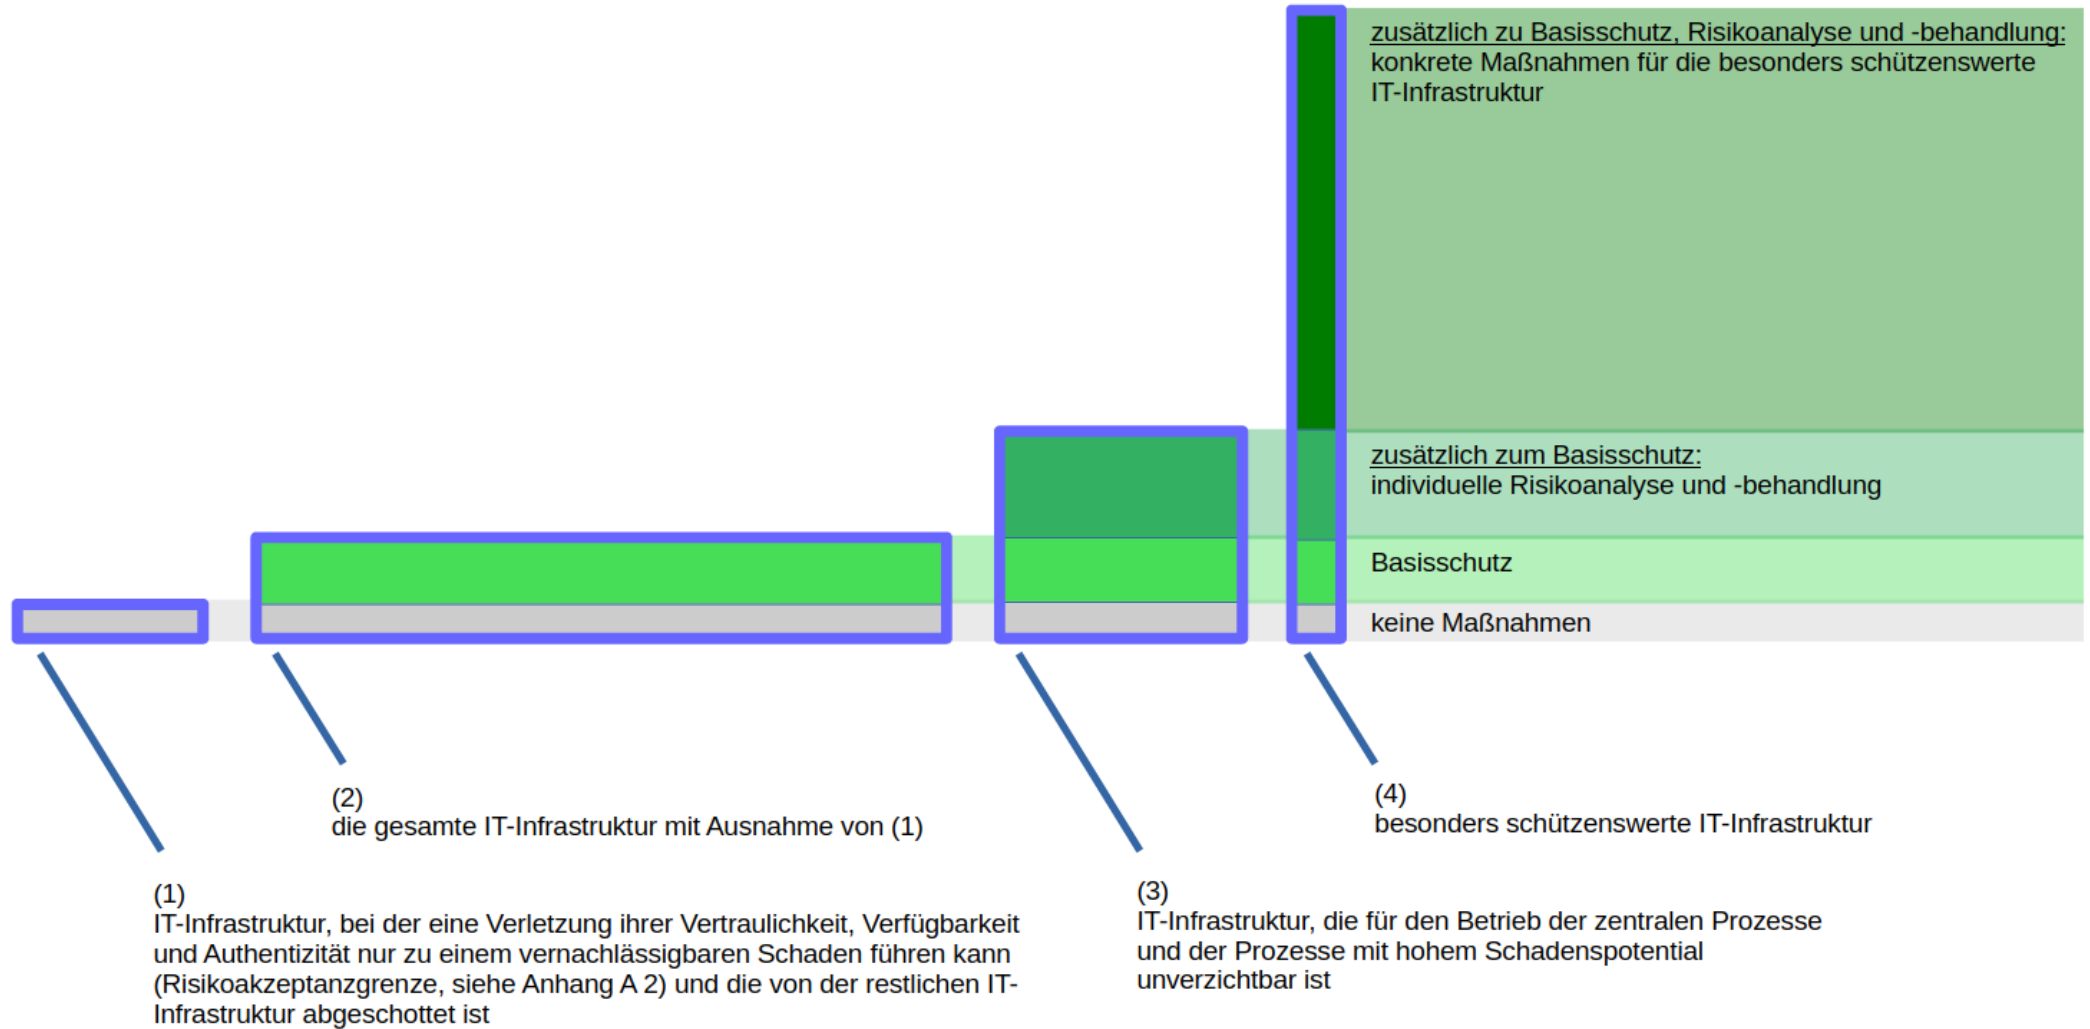 zusätzlich zu Basisschutz, Risikoanalyse und -behandlung:
konkrete Maßnahmen für die besonders schützenswerte
IT-Infrastruktur
zusätzlich zum Basisschutz:
individuelle Risikoanalyse und -behandlung
Basisschutz
keine Maßnahmen
(2)
die gesamte IT-Infrastruktur mit Ausnahme von (1)
(4)
besonders schützenswerte IT-Infrastruktur
(1)
IT-Infrastruktur, bei der eine Verletzung ihrer Vertraulichkeit, Verfügbarkeit
und Authentizität nur zu einem vernachlässigbaren Schaden führen kann
(Risikoakzeptanzgrenze, siehe Anhang A 2) und die von der restlichen IT-
Infrastruktur abgeschottet ist
(3)
IT-Infrastruktur, die für den Betrieb der zentralen Prozesse
und der Prozesse mit hohem Schadenspotential
unverzichtbar ist